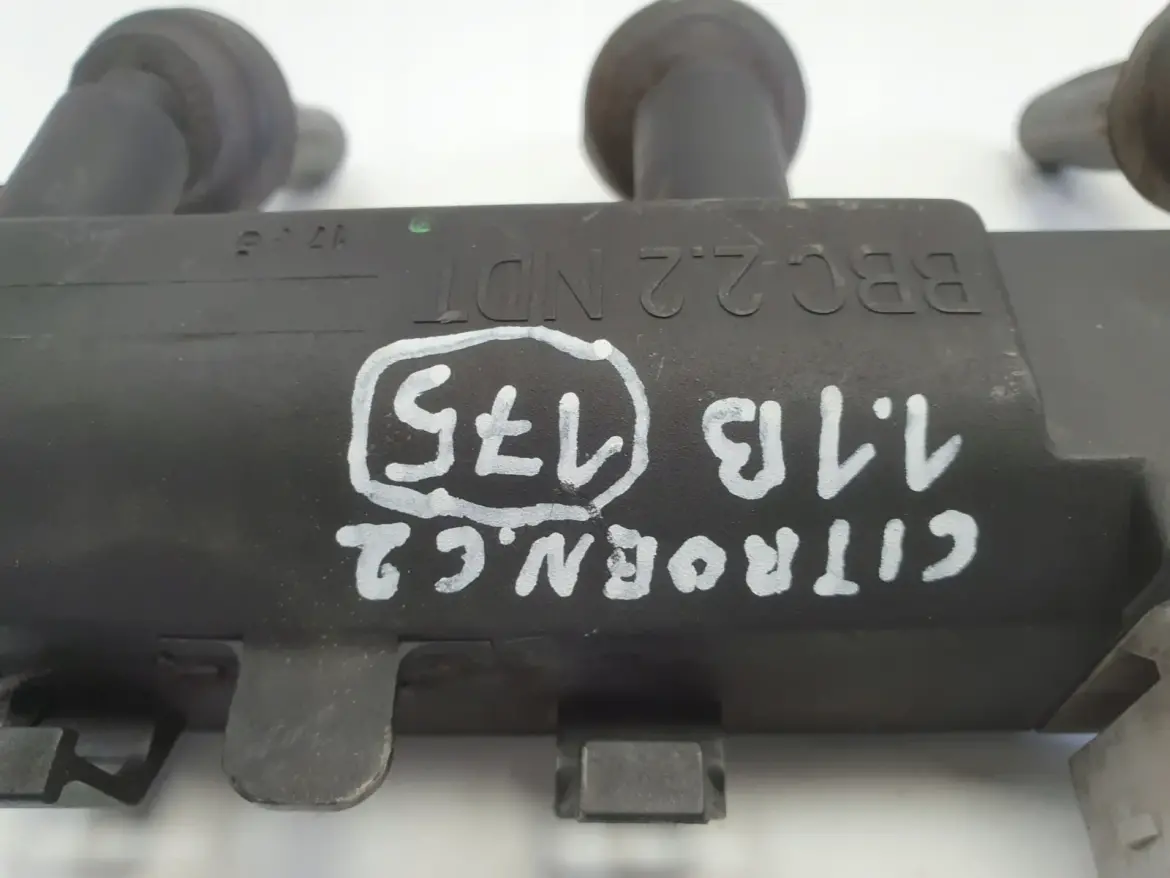 CITROEN.C2
1.1B 175
BBC 2.2 NDT